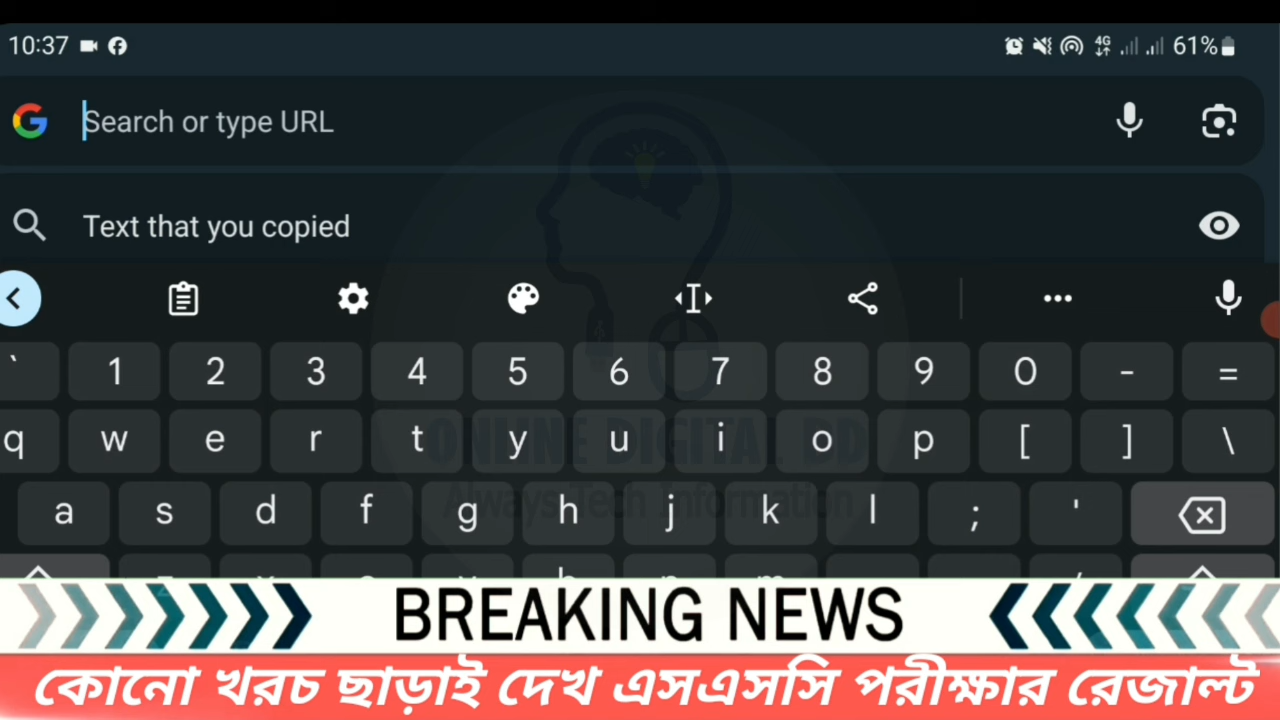 10:37 4G 61%
Search or type URL
Text that you copied
` 1 2 3 4 5 6 7 8 9 0 - =
q w e r t y u i o p [ ] \
ONLINE DIGITAL BD
a s d f g h j k l ; '
Always Tech Information
BREAKING NEWS
কোনো খরচ ছাড়াই দেখ এসএসসি পরীক্ষার রেজাল্ট